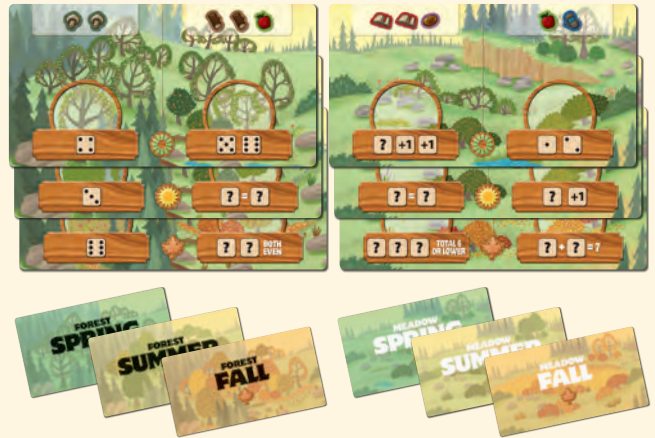 ? +1 +1
? = ?
? = ?
? +1
? ? BOTH
EVEN
? ? ? TOTAL 6
OR LOWER
? + ? = 7
FOREST
SPRING
FOREST
SUMMER
FOREST
FALL
MEADOW
SPRING
MEADOW
SUMMER
MEADOW
FALL